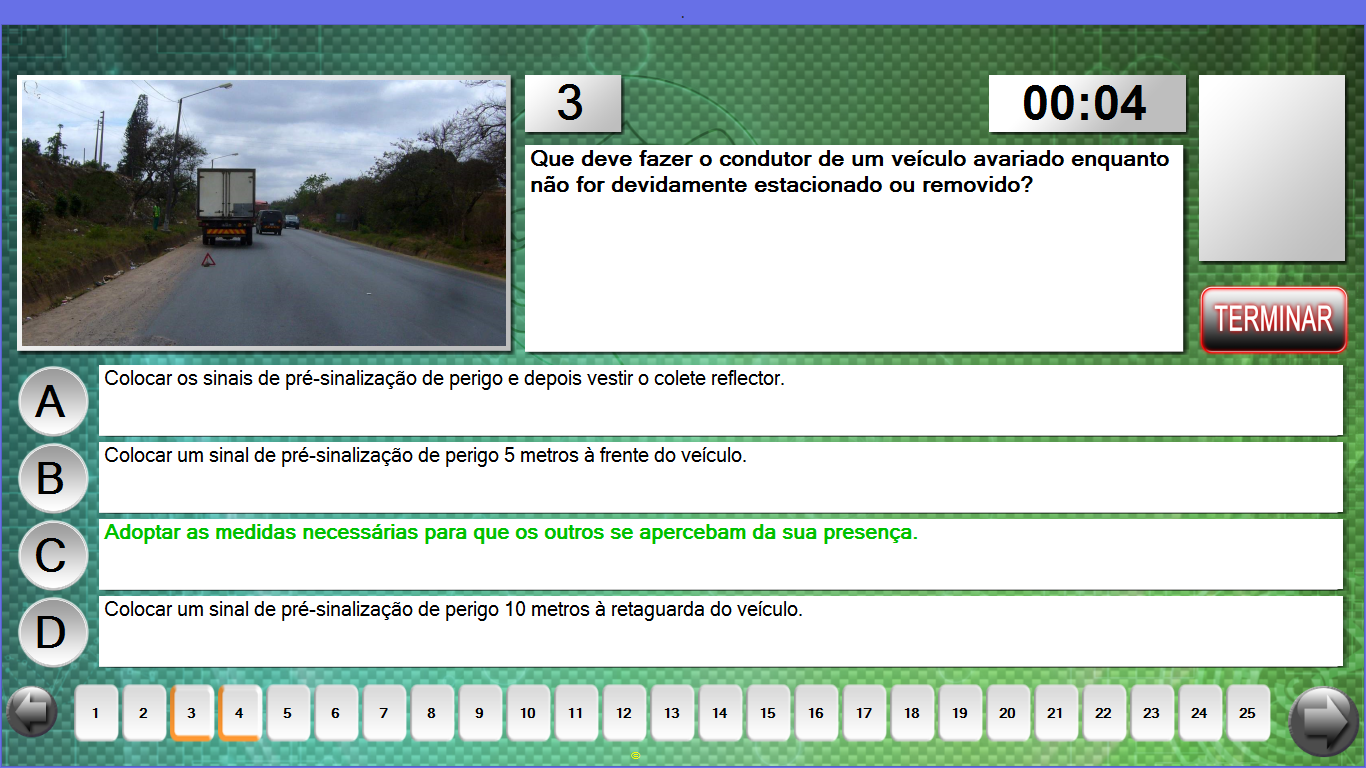 3
00:04
Que deve fazer o condutor de um veículo avariado enquanto
não for devidamente estacionado ou removido?
TERMINAR
A
Colocar os sinais de pré-sinalização de perigo e depois vestir o colete reflector.
B
Colocar um sinal de pré-sinalização de perigo 5 metros à frente do veículo.
C
Adoptar as medidas necessárias para que os outros se apercebam da sua presença.
D
Colocar um sinal de pré-sinalização de perigo 10 metros à retaguarda do veículo.
1 2 3 4 5 6 7 8 9 10 11 12 13 14 15 16 17 18 19 20 21 22 23 24 25